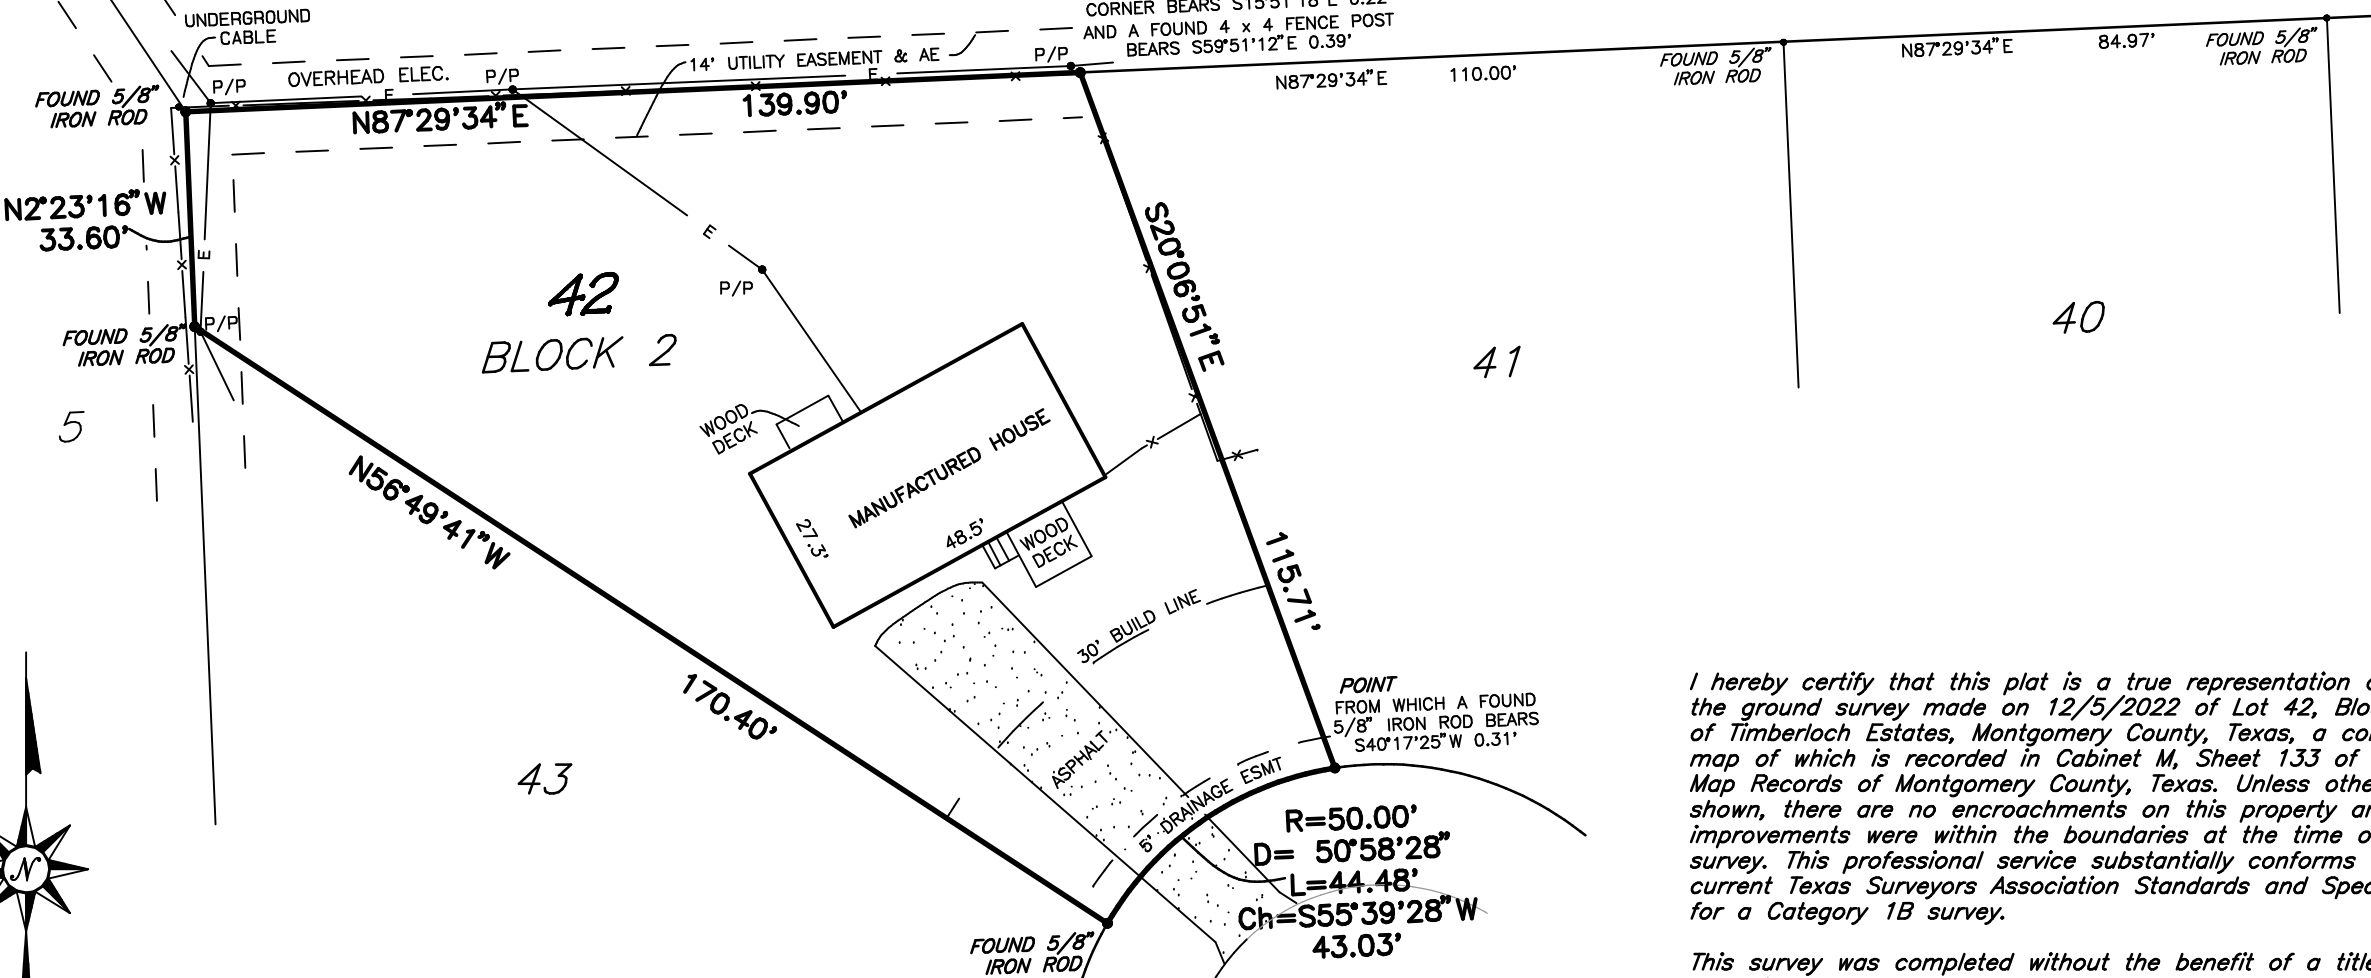 UNDERGROUND
CABLE
CORNER BEARS S15°51'18"E 0.22'
AND A FOUND 4 x 4 FENCE POST
BEARS S59°51'12"E 0.39'
14' UTILITY EASEMENT & AE
P/P
P/P
OVERHEAD ELEC.
P/P
E
E
FOUND 5/8"
IRON ROD
N87°29'34"E
139.90'
N87°29'34"E
110.00'
FOUND 5/8"
IRON ROD
N87°29'34"E
84.97'
FOUND 5/8"
IRON ROD
N2°23'16"W
33.60'
E
E
P/P
P/P
FOUND 5/8"
IRON ROD
42
BLOCK 2
S20°06'51"E
115.71'
41
40
5
WOOD
DECK
MANUFACTURED HOUSE
27.3'
48.5'
WOOD
DECK
N56°49'41"W
170.40'
30' BUILD LINE
43
ASPHALT
5' DRAINAGE ESMT
POINT
FROM WHICH A FOUND
5/8" IRON ROD BEARS
S40°17'25"W 0.31'
R=50.00'
D= 50°58'28"
L=44.48'
Ch=S55°39'28"W
43.03'
FOUND 5/8"
IRON ROD
N
I hereby certify that this plat is a true representation
the ground survey made on 12/5/2022 of Lot 42,
of Timberloch Estates, Montgomery County, Texas, a
map of which is recorded in Cabinet M, Sheet 133 of
Map Records of Montgomery County, Texas. Unless
shown, there are no encroachments on this property
improvements were within the boundaries at the time
survey. This professional service substantially conforms
current Texas Surveyors Association Standards and
for a Category 1B survey.
This survey was completed without the benefit of a title